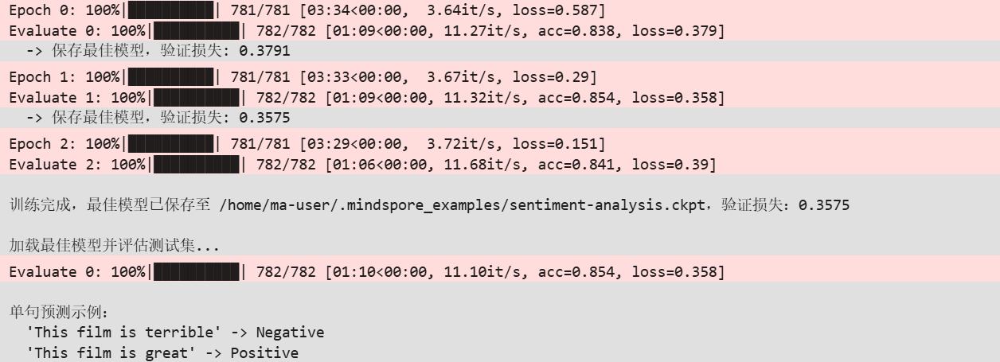 Epoch 0: 100%|██████████| 781/781 [03:34<00:00,  3.64it/s, loss=0.587]
Evaluate 0: 100%|██████████| 782/782 [01:09<00:00, 11.27it/s, acc=0.838, loss=0.379]
  -> 保存最佳模型，验证损失: 0.3791
Epoch 1: 100%|██████████| 781/781 [03:33<00:00,  3.67it/s, loss=0.29]
Evaluate 1: 100%|██████████| 782/782 [01:09<00:00, 11.32it/s, acc=0.854, loss=0.358]
  -> 保存最佳模型，验证损失: 0.3575
Epoch 2: 100%|██████████| 781/781 [03:29<00:00,  3.72it/s, loss=0.151]
Evaluate 2: 100%|██████████| 782/782 [01:06<00:00, 11.68it/s, acc=0.841, loss=0.39]
训练完成，最佳模型已保存至 /home/ma-user/.mindspore_examples/sentiment-analysis.ckpt，验证损失: 0.3575
加载最佳模型并评估测试集...
Evaluate 0: 100%|██████████| 782/782 [01:10<00:00, 11.10it/s, acc=0.854, loss=0.358]
单句预测示例:
  'This film is terrible' -> Negative
  'This film is great' -> Positive